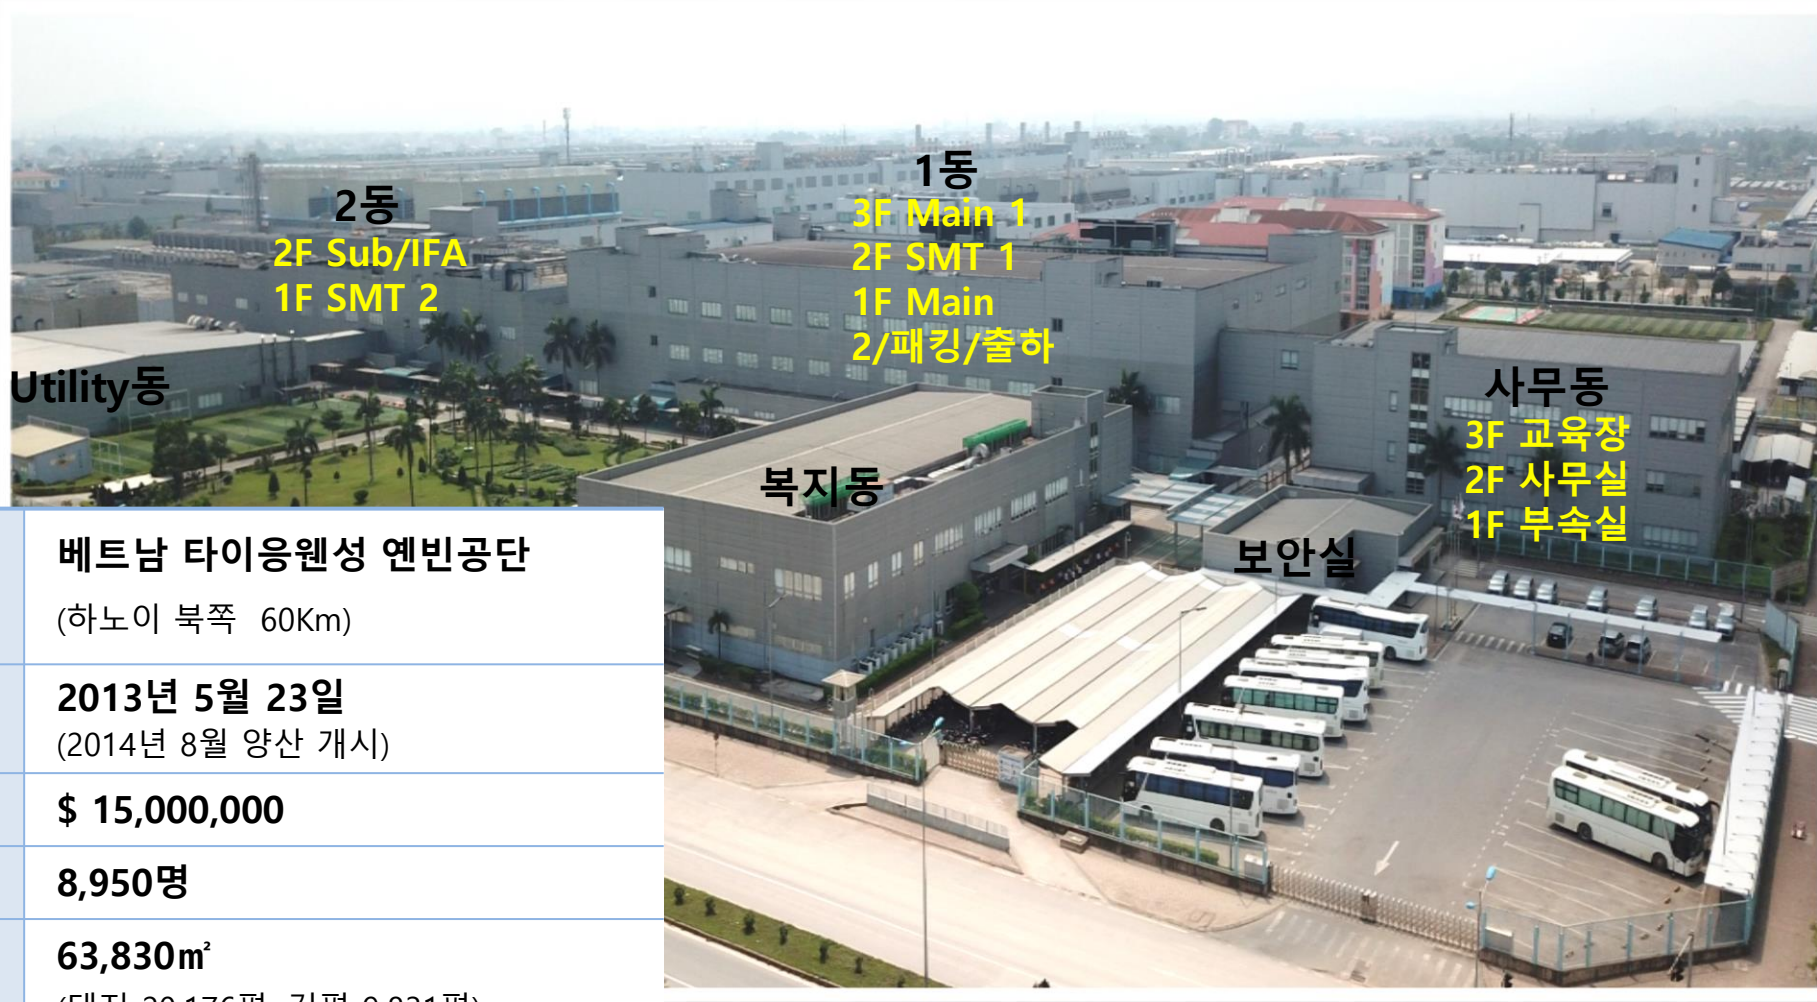 1동
3F Main 1
2F SMT 1
1F Main
2/패킹/출하
2동
2F Sub/IFA
1F SMT 2
Utility동
사무동
3F 교육장
2F 사무실
1F 부속실
복지동
보안실
베트남 타이응웬성 옌빈공단
(하노이 북쪽 60Km)
2013년 5월 23일
(2014년 8월 양산 개시)
$ 15,000,000
8,950명
63,830㎡